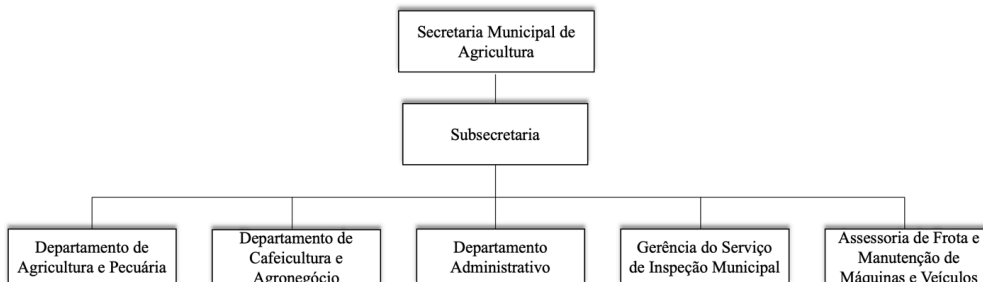 Secretaria Municipal de
Agricultura
Subsecretaria
Departamento de
Agricultura e Pecuária
Departamento de
Cafeicultura e
Agronegócio
Departamento
Administrativo
Gerência do Serviço
de Inspeção Municipal
Assessoria de Frota e
Manutenção de
Máquinas e Veículos